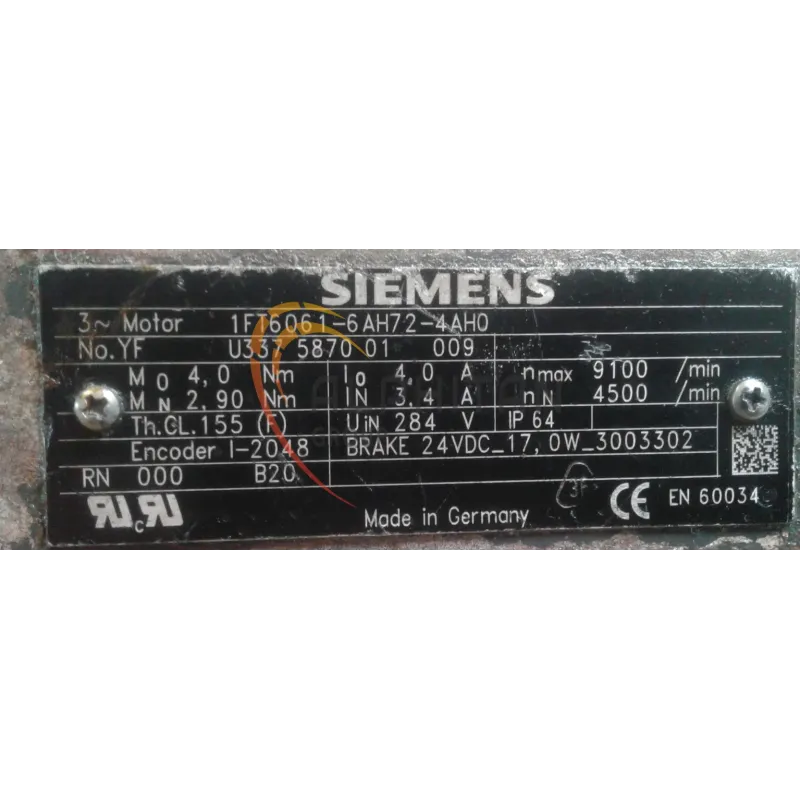 SIEMENS
3~ Motor 1FT6061-6AH72-4AH0
No.YF U337 5870 01 009
M0 4,0 Nm I0 4,0 A nmax 9100 /min
MN 2,90 Nm IN 3,4 A nN 4500 /min
Th.CL.155 (F) UIN 284 V IP 64
Encoder I-2048 BRAKE 24VDC_17,0W_3003302
RN 000 B20
3F
CE EN 60034
Made in Germany